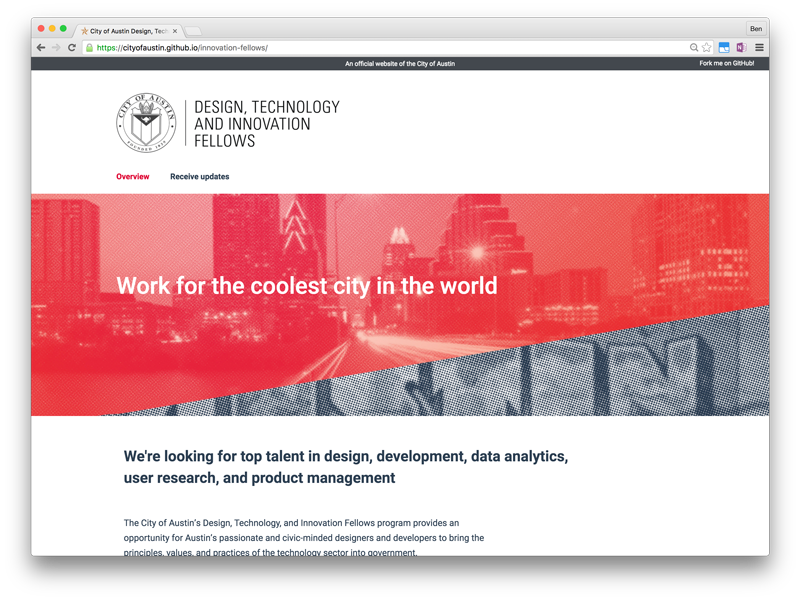 City of Austin Design, Tech
Ben
https://cityofaustin.github.io/innovation-fellows/
An official website of the City of Austin
Fork me on GitHub!
CITY OF AUSTIN
FOUNDED 1839
DESIGN, TECHNOLOGY
AND INNOVATION
FELLOWS
Overview
Receive updates
Work for the coolest city in the world
We're looking for top talent in design, development, data analytics,
user research, and product management
The City of Austin's Design, Technology, and Innovation Fellows program provides an
opportunity for Austin's passionate and civic-minded designers and developers to bring the
principles, values, and practices of the technology sector into government.